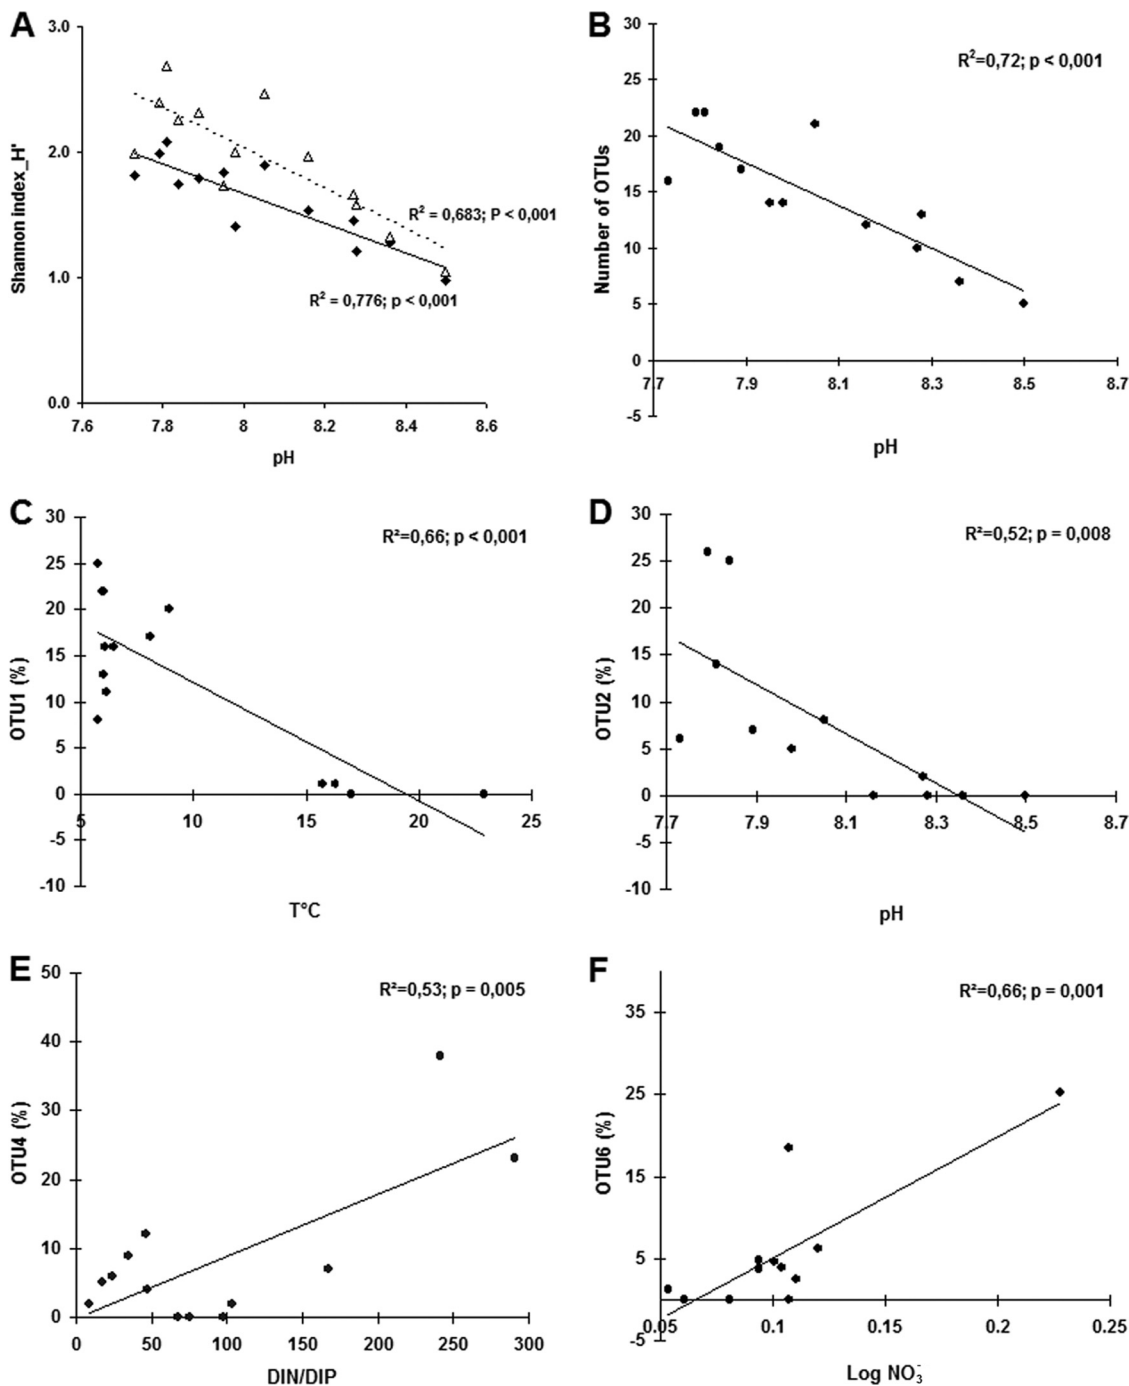 A
3.0
2.0
1.0
0.0
Shannon index_H'
R² = 0,683; P < 0,001
R² = 0,776; p < 0,001
7.6 7.8 8 8.2 8.4 8.6
pH
B
30
25
20
15
10
5
0
-5
Number of OTUs
R²=0,72; p < 0,001
7.7 7.9 8.1 8.3 8.5 8.7
pH
C
30
25
20
15
10
5
0
-5
-10
OTU1 (%)
R²=0,66; p < 0,001
5 10 15 20 25
T°C
D
30
25
20
15
10
5
0
-5
-10
OTU2 (%)
R²=0,52; p = 0,008
7.7 7.9 8.1 8.3 8.5 8.7
pH
E
50
40
30
20
10
0
OTU4 (%)
R²=0,53; p = 0,005
0 50 100 150 200 250 300
DIN/DIP
F
35
25
15
5
-5
OTU6 (%)
R²=0,66; p = 0,001
0.05 0.1 0.15 0.2 0.25
Log NO₃⁻